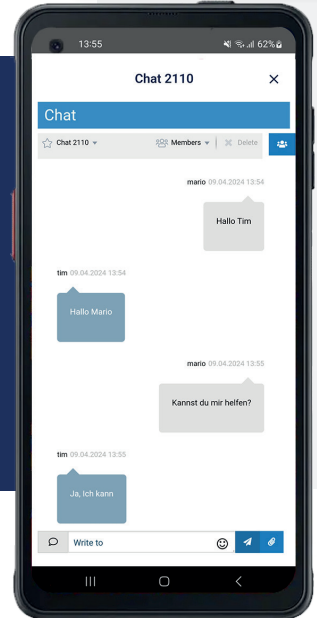 13:55
62%
Chat 2110
Chat
Chat 2110
Members
Delete
mario 09.04.2024 13:54
Hallo Tim
tim 09.04.2024 13:54
Hallo Mario
mario 09.04.2024 13:55
Kannst du mir helfen?
tim 09.04.2024 13:55
Ja, Ich kann
Write to